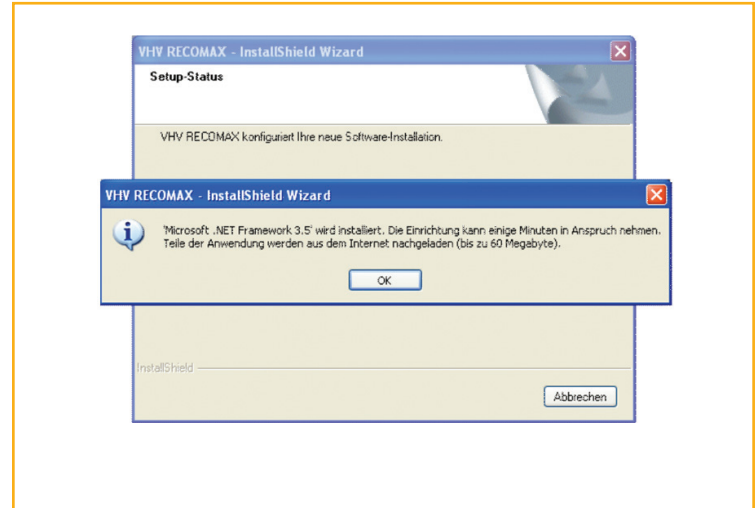 VHV RECOMAX - InstallShield Wizard
Setup-Status
VHV RECOMAX konfiguriert Ihre neue Software-Installation.
VHV RECOMAX - InstallShield Wizard
'Microsoft .NET Framework 3.5' wird installiert. Die Einrichtung kann einige Minuten in Anspruch nehmen.
Teile der Anwendung werden aus dem Internet nachgeladen (bis zu 60 Megabyte).
OK
InstallShield
Abbrechen